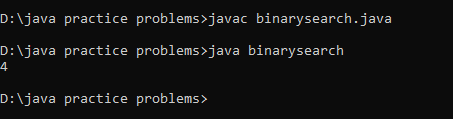 D:\java practice problems>javac binarysearch.java
D:\java practice problems>java binarysearch
4
D:\java practice problems>